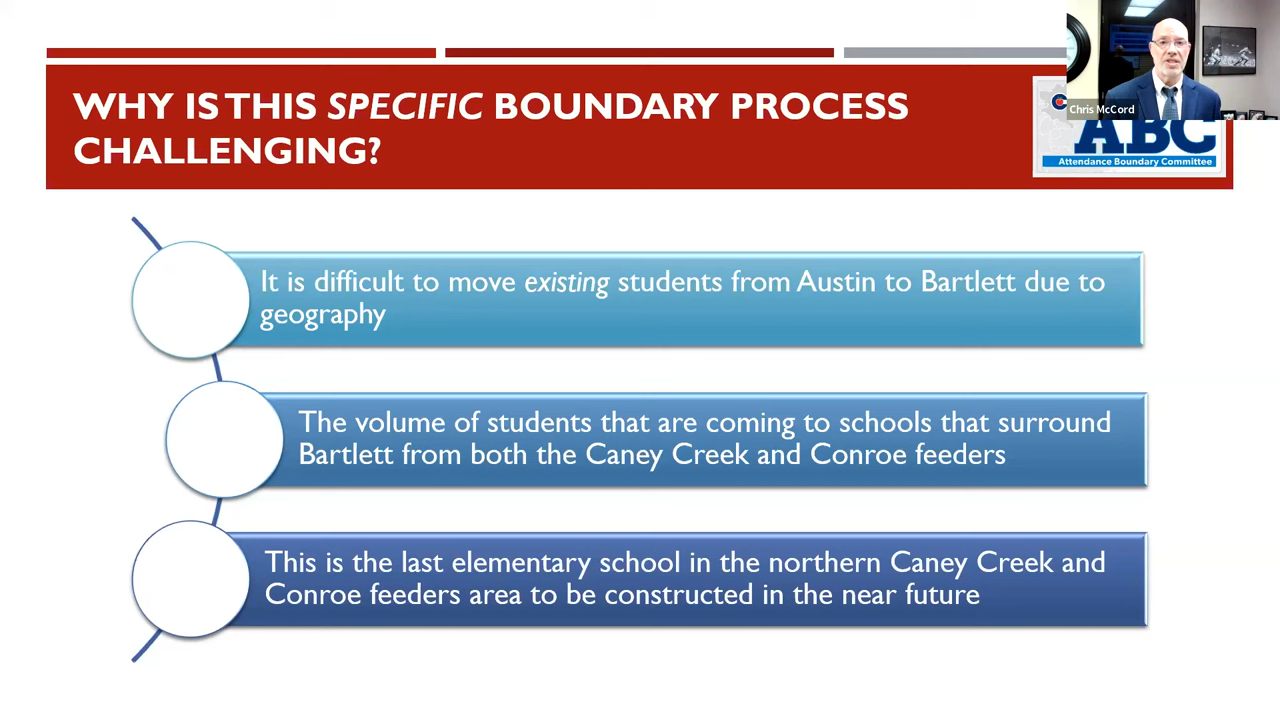 WHY IS THIS SPECIFIC BOUNDARY PROCESS
CHALLENGING?
Chris McCord
ABC
Attendance Boundary Committee
It is difficult to move existing students from Austin to Bartlett due to
geography
The volume of students that are coming to schools that surround
Bartlett from both the Caney Creek and Conroe feeders
This is the last elementary school in the northern Caney Creek and
Conroe feeders area to be constructed in the near future